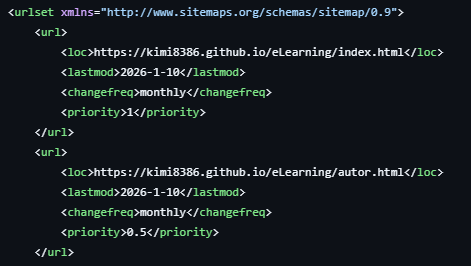 <urlset xmlns="http://www.sitemaps.org/schemas/sitemap/0.9">
<url>
<loc>https://kimi8386.github.io/eLearning/index.html</loc>
<lastmod>2026-1-10</lastmod>
<changefreq>monthly</changefreq>
<priority>1</priority>
</url>
<url>
<loc>https://kimi8386.github.io/eLearning/autor.html</loc>
<lastmod>2026-1-10</lastmod>
<changefreq>monthly</changefreq>
<priority>0.5</priority>
</url>